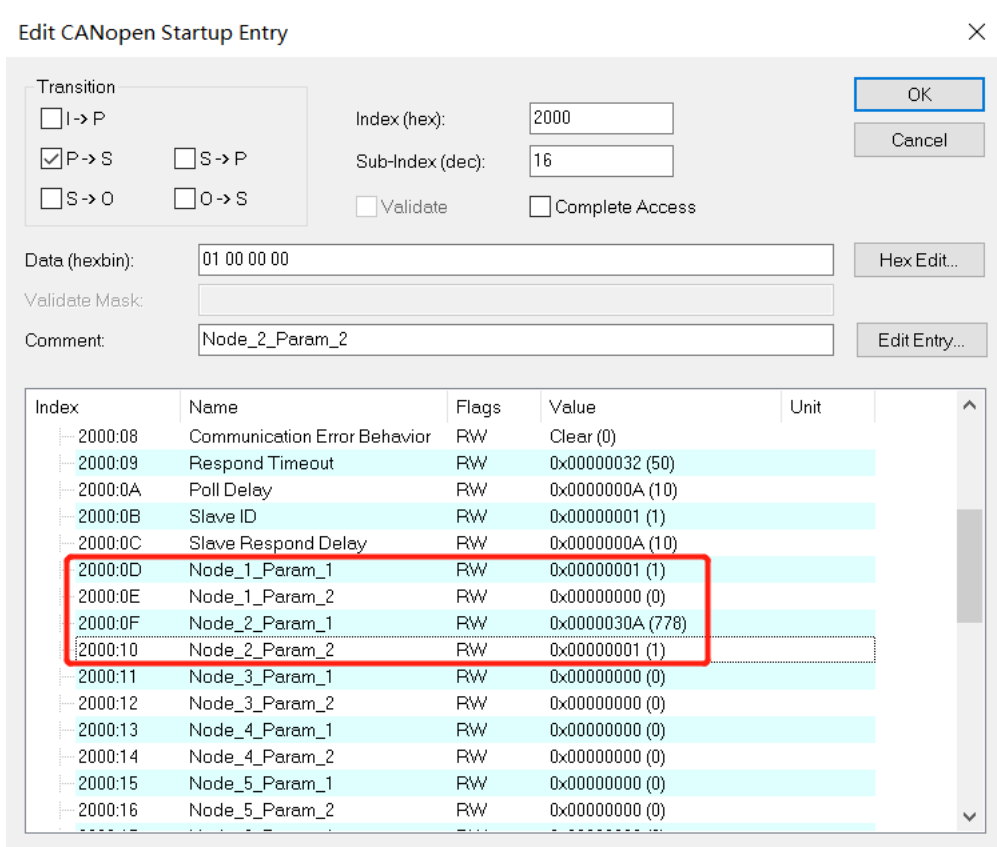 Edit CANopen Startup Entry
Transition
I -> P
P -> S
S -> P
S -> O
O -> S
Index (hex):
2000
Sub-Index (dec):
16
Validate
Complete Access
OK
Cancel
Data (hexbin):
01 00 00 00
Hex Edit...
Validate Mask:
Comment:
Node_2_Param_2
Edit Entry...
Index Name Flags Value Unit
2000:08 Communication Error Behavior RW Clear (0)
2000:09 Respond Timeout RW 0x00000032 (50)
2000:0A Poll Delay RW 0x0000000A (10)
2000:0B Slave ID RW 0x00000001 (1)
2000:0C Slave Respond Delay RW 0x0000000A (10)
2000:0D Node_1_Param_1 RW 0x00000001 (1)
2000:0E Node_1_Param_2 RW 0x00000000 (0)
2000:0F Node_2_Param_1 RW 0x0000030A (778)
2000:10 Node_2_Param_2 RW 0x00000001 (1)
2000:11 Node_3_Param_1 RW 0x00000000 (0)
2000:12 Node_3_Param_2 RW 0x00000000 (0)
2000:13 Node_4_Param_1 RW 0x00000000 (0)
2000:14 Node_4_Param_2 RW 0x00000000 (0)
2000:15 Node_5_Param_1 RW 0x00000000 (0)
2000:16 Node_5_Param_2 RW 0x00000000 (0)